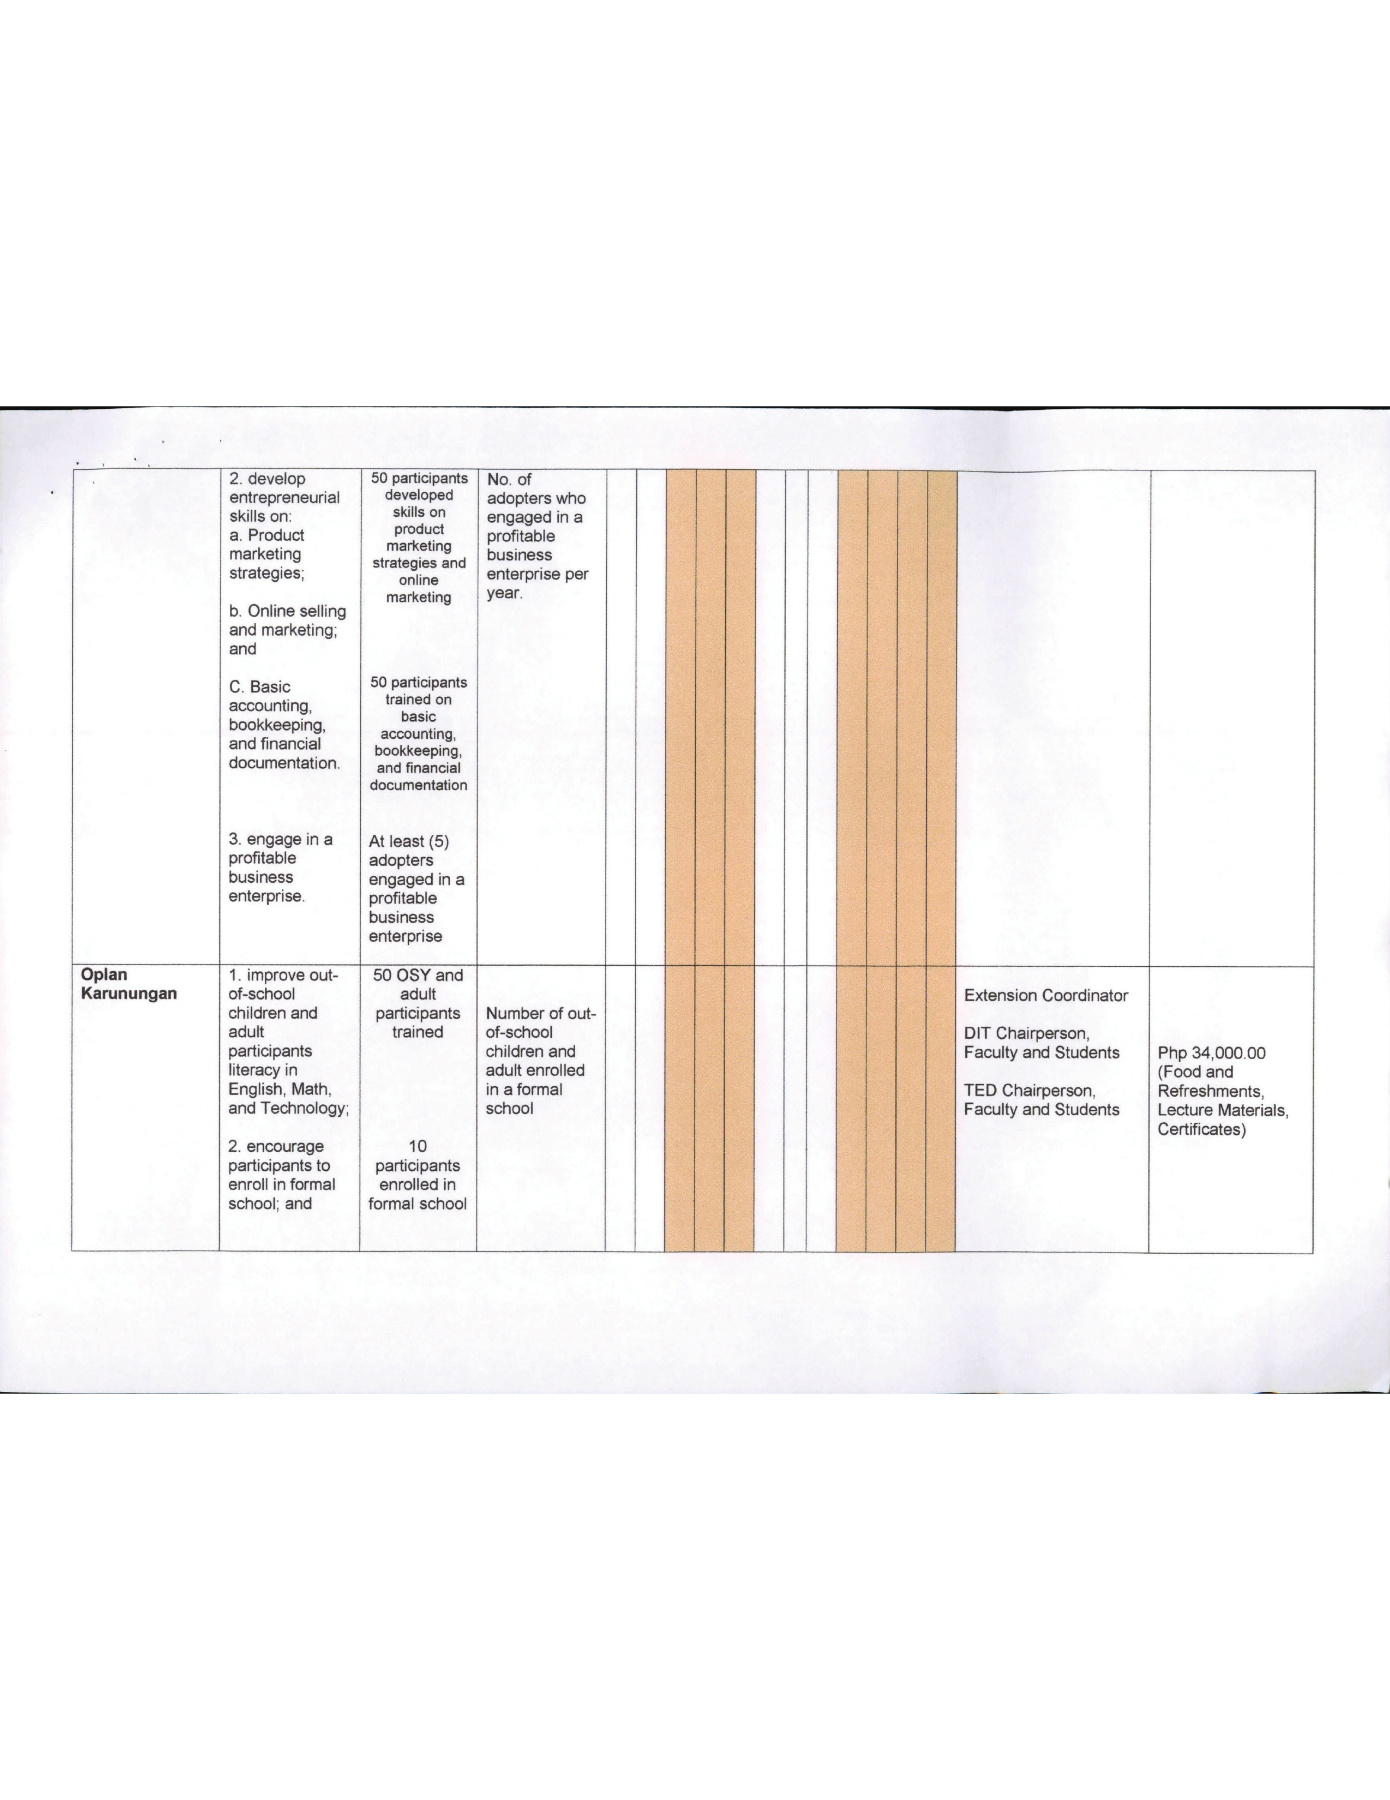 2. develop
entrepreneurial
skills on:
a. Product
marketing
strategies;
b. Online selling
and marketing;
and
C. Basic
accounting,
bookkeeping,
and financial
documentation.
3. engage in a
profitable
business
enterprise.
50 participants
developed
skills on
product
marketing
strategies and
online
marketing
50 participants
trained on
basic
accounting,
bookkeeping,
and financial
documentation
At least (5)
adopters
engaged in a
profitable
business
enterprise
No. of
adopters who
engaged in a
profitable
business
enterprise per
year.
Oplan
Karunungan
1. improve out-
of-school
children and
adult
participants
literacy in
English, Math,
and Technology;
2. encourage
participants to
enroll in formal
school; and
50 OSY and
adult
participants
trained
10
participants
enrolled in
formal school
Number of out-
of-school
children and
adult enrolled
in a formal
school
Extension Coordinator
DIT Chairperson,
Faculty and Students
TED Chairperson,
Faculty and Students
Php 34,000.00
(Food and
Refreshments,
Lecture Materials,
Certificates)